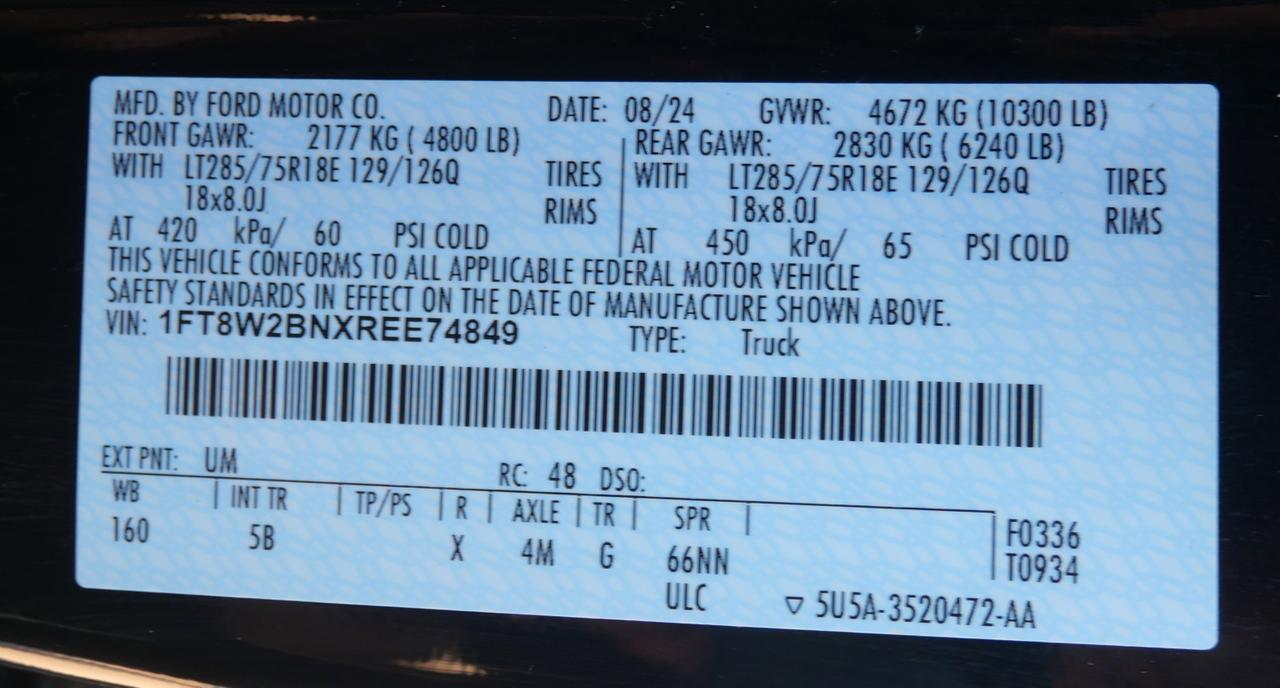 MFD. BY FORD MOTOR CO. DATE: 08/24 GVWR: 4672 KG (10300 LB)
FRONT GAWR: 2177 KG ( 4800 LB) REAR GAWR: 2830 KG ( 6240 LB)
WITH LT285/75R18E 129/126Q TIRES WITH LT285/75R18E 129/126Q TIRES
18x8.0J RIMS 18x8.0J RIMS
AT 420 kPa/ 60 PSI COLD AT 450 kPa/ 65 PSI COLD
THIS VEHICLE CONFORMS TO ALL APPLICABLE FEDERAL MOTOR VEHICLE
SAFETY STANDARDS IN EFFECT ON THE DATE OF MANUFACTURE SHOWN ABOVE.
VIN: 1FT8W2BNXREE74849 TYPE: Truck
EXT PNT: UM RC: 48 DSO:
WB | INT TR | TP/PS | R | AXLE | TR | SPR | F0336
160 5B X 4M G 66NN T0934
ULC ▽ 5U5A-3520472-AA